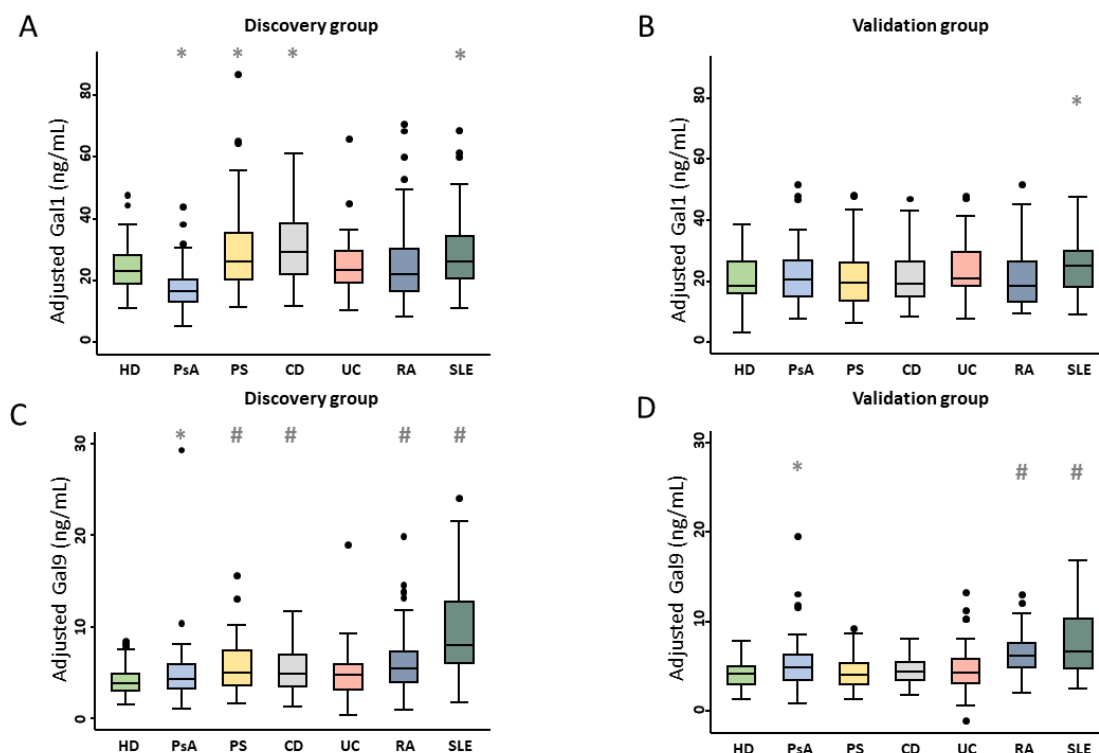 A
Discovery group
* * * *
Adjusted Gal1 (ng/mL)
80
60
40
20
0
HD PsA PS CD UC RA SLE
B
Validation group
*
Adjusted Gal1 (ng/mL)
80
60
40
20
0
HD PsA PS CD UC RA SLE
C
Discovery group
* # # # #
Adjusted Gal9 (ng/mL)
30
20
10
0
HD PsA PS CD UC RA SLE
D
Validation group
* # #
Adjusted Gal9 (ng/mL)
30
20
10
0
HD PsA PS CD UC RA SLE